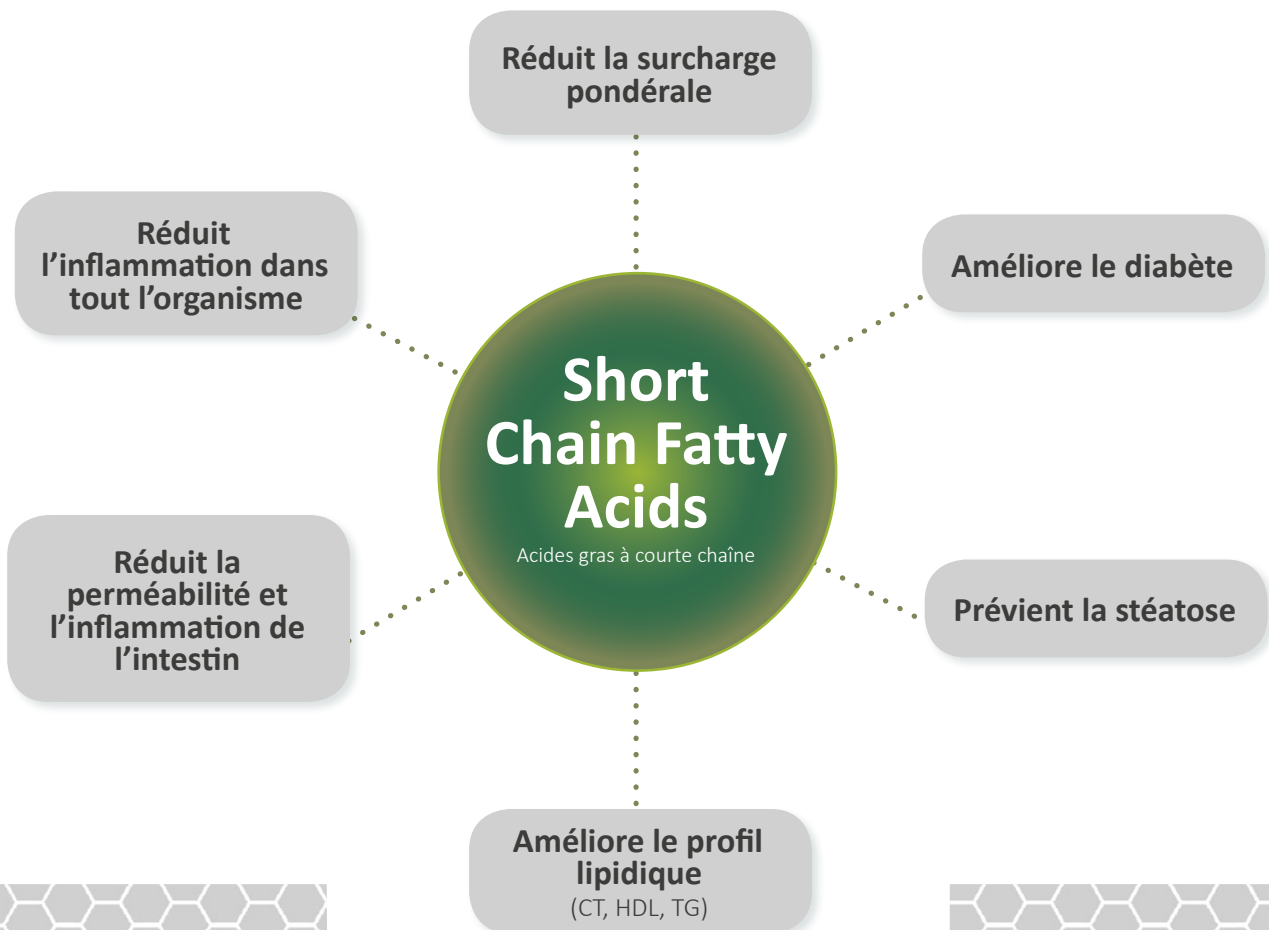 Réduit la surcharge
pondérale
Réduit
l’inflammation dans
tout l’organisme
Améliore le diabète
Short
Chain Fatty
Acids
Acides gras à courte chaîne
Réduit la
perméabilité et
l’inflammation de
l’intestin
Prévient la stéatose
Améliore le profil
lipidique
(CT, HDL, TG)